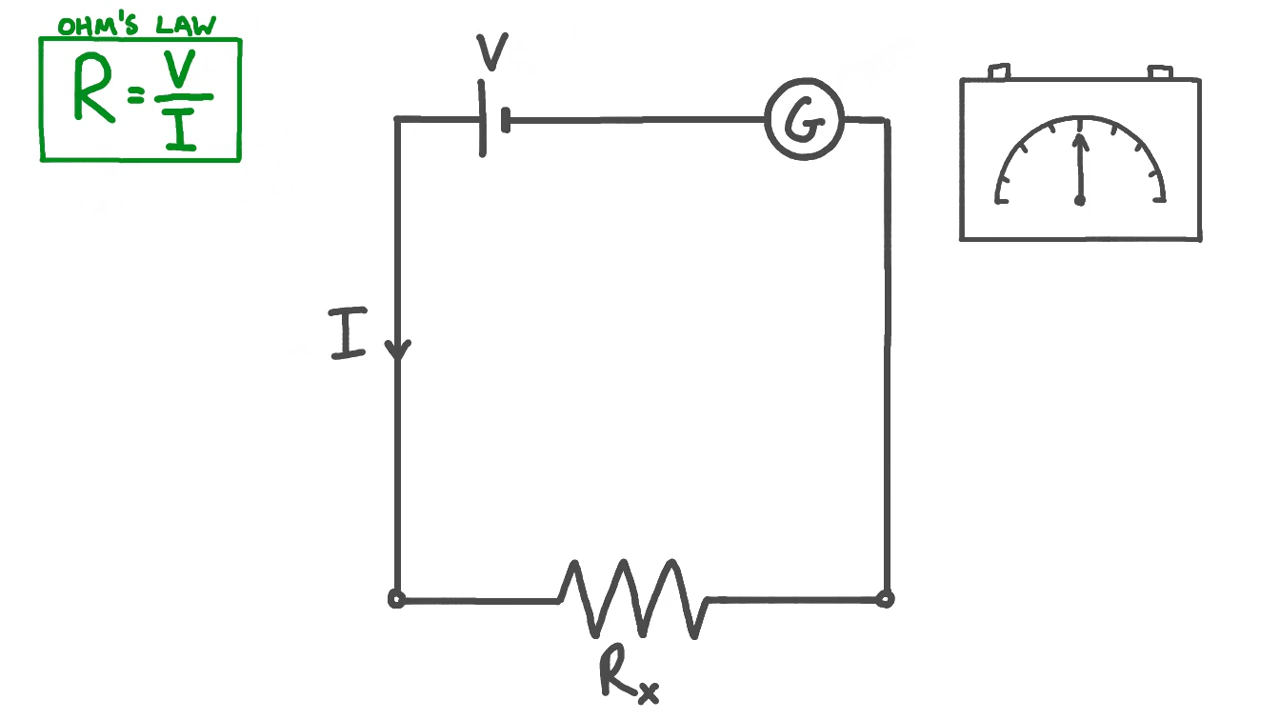 OHM'S LAW
R = V/I
V
G
I
Rx